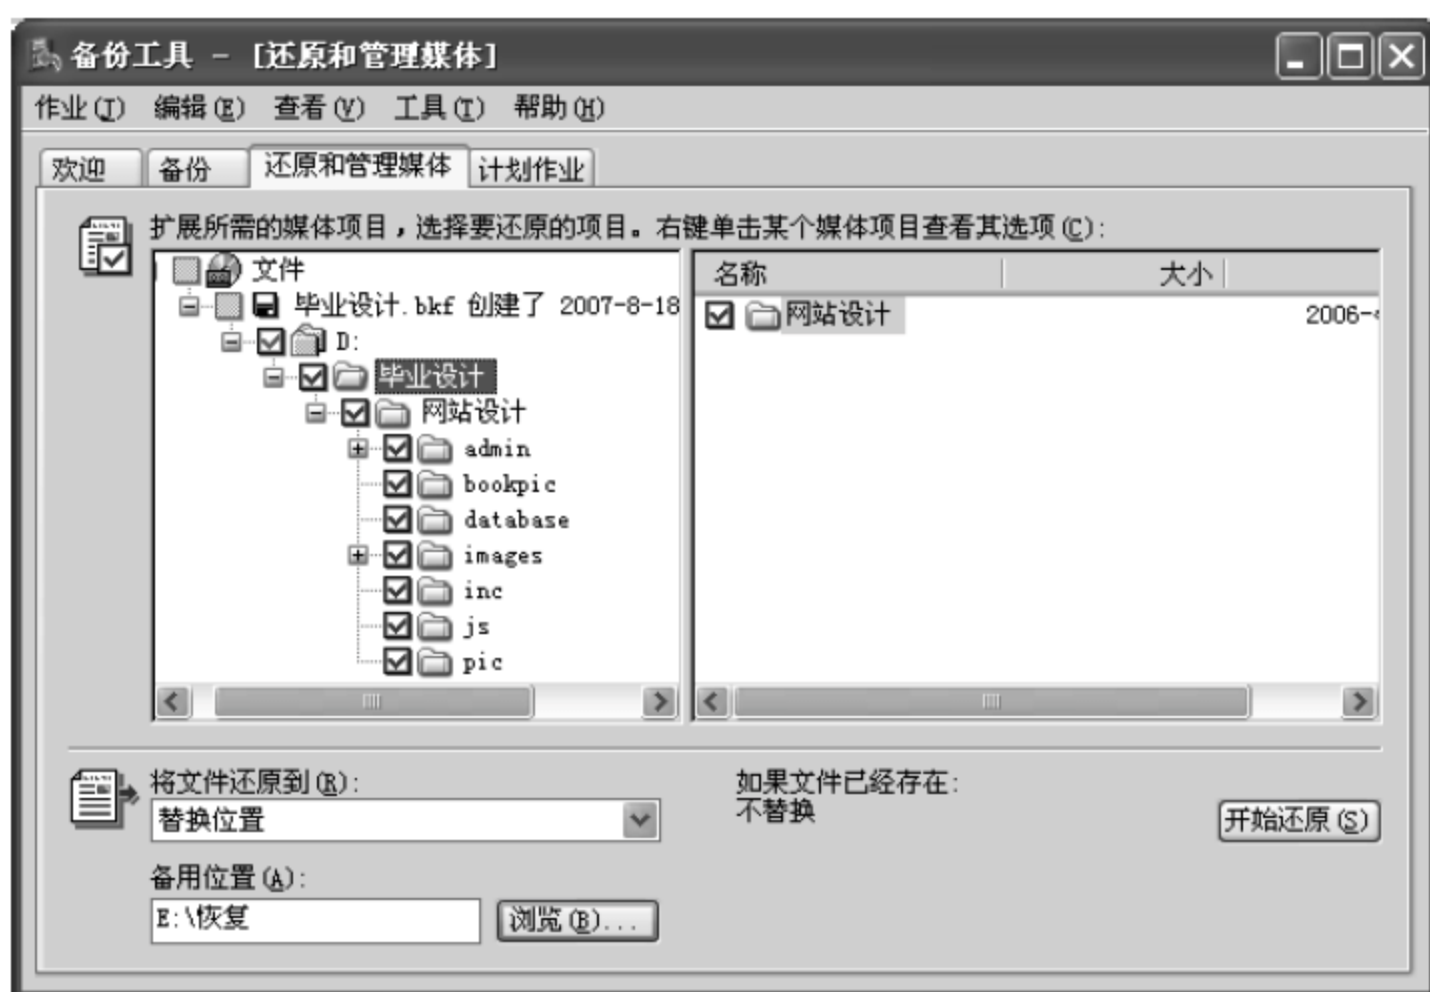 备份工具 - [还原和管理媒体]
作业(J) 编辑(E) 查看(V) 工具(T) 帮助(H)
欢迎 备份 还原和管理媒体 计划作业
扩展所需的媒体项目，选择要还原的项目。右键单击某个媒体项目查看其选项(C):
文件
毕业设计.bkf 创建了 2007-8-18
D:
毕业设计
网站设计
admin
bookpic
database
images
inc
js
pic
名称 大小
网站设计 2006-
将文件还原到(R):
替换位置
备用位置(A):
E:\恢复 浏览(B)...
如果文件已经存在:
不替换
开始还原(S)